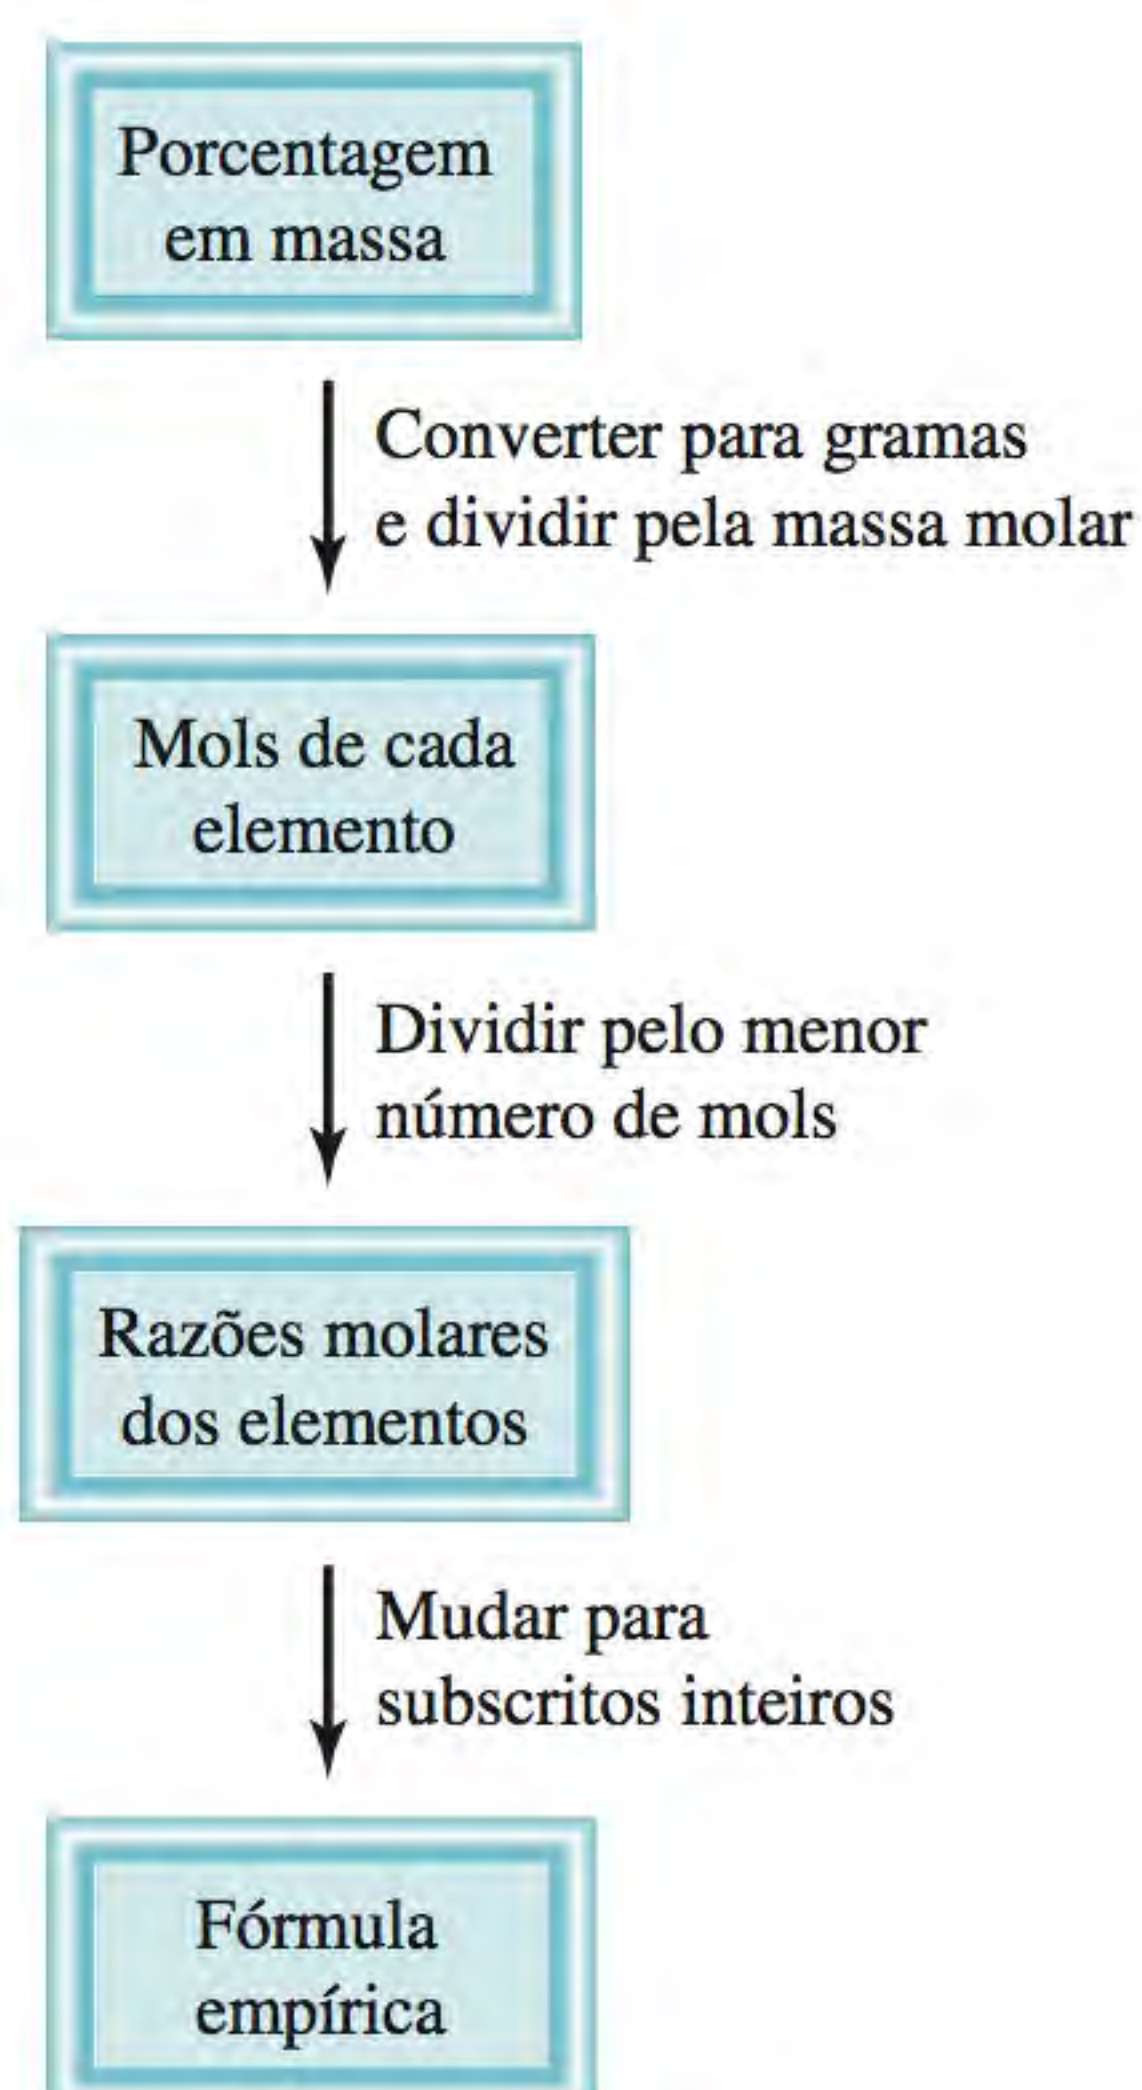 Porcentagem
em massa
Converter para gramas
e dividir pela massa molar
Mols de cada
elemento
Dividir pelo menor
número de mols
Razões molares
dos elementos
Mudar para
subscritos inteiros
Fórmula
empírica